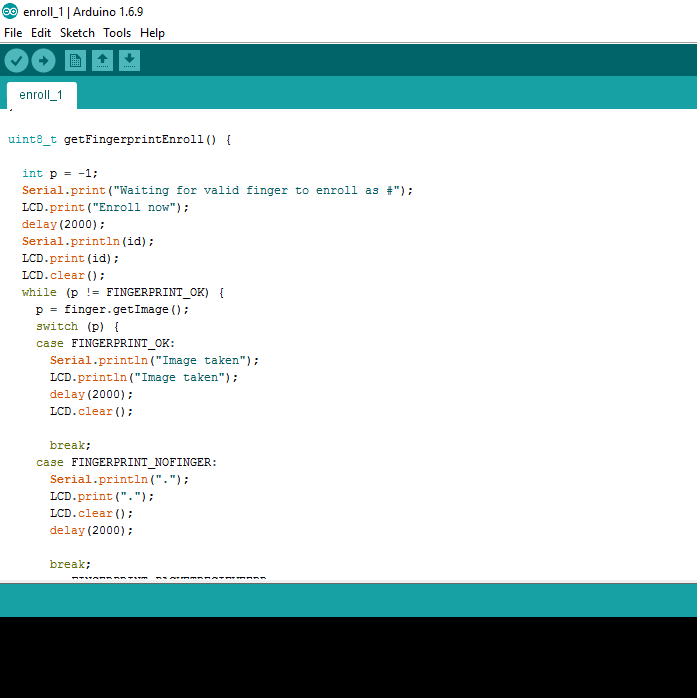 enroll_1 | Arduino 1.6.9
File Edit Sketch Tools Help
enroll_1
uint8_t getFingerprintEnroll() {
int p = -1;
Serial.print("Waiting for valid finger to enroll as #");
LCD.print("Enroll now");
delay(2000);
Serial.println(id);
LCD.print(id);
LCD.clear();
while (p != FINGERPRINT_OK) {
p = finger.getImage();
switch (p) {
case FINGERPRINT_OK:
Serial.println("Image taken");
LCD.println("Image taken");
delay(2000);
LCD.clear();
break;
case FINGERPRINT_NOFINGER:
Serial.println(".");
LCD.print(".");
LCD.clear();
delay(2000);
break;